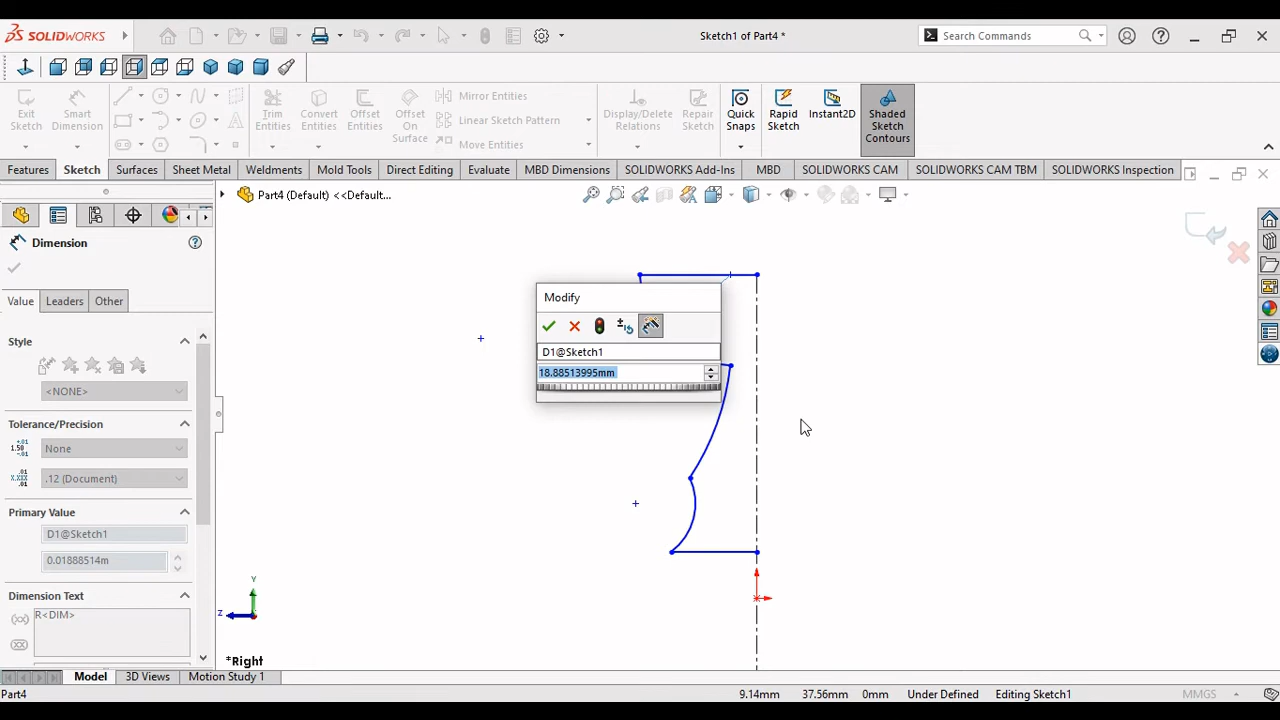 SOLIDWORKS
Sketch1 of Part4 *
Search Commands
Exit Sketch
Smart Dimension
Trim Entities
Convert Entities
Offset Entities
Offset On Surface
Mirror Entities
Linear Sketch Pattern
Move Entities
Display/Delete Relations
Repair Sketch
Quick Snaps
Rapid Sketch
Instant2D
Shaded Sketch Contours
Features
Sketch
Surfaces
Sheet Metal
Weldments
Mold Tools
Direct Editing
Evaluate
MBD Dimensions
SOLIDWORKS Add-Ins
MBD
SOLIDWORKS CAM
SOLIDWORKS CAM TBM
SOLIDWORKS Inspection
Part4 (Default) <<Default...
Dimension
Value
Leaders
Other
Style
<NONE>
Tolerance/Precision
None
.12 (Document)
Primary Value
D1@Sketch1
0.01888514m
Dimension Text
R<DIM>
Modify
D1@Sketch1
18.88513995mm
Y
Z
*Right
Model
3D Views
Motion Study 1
Part4
9.14mm
37.56mm
0mm
Under Defined
Editing Sketch1
MMGS